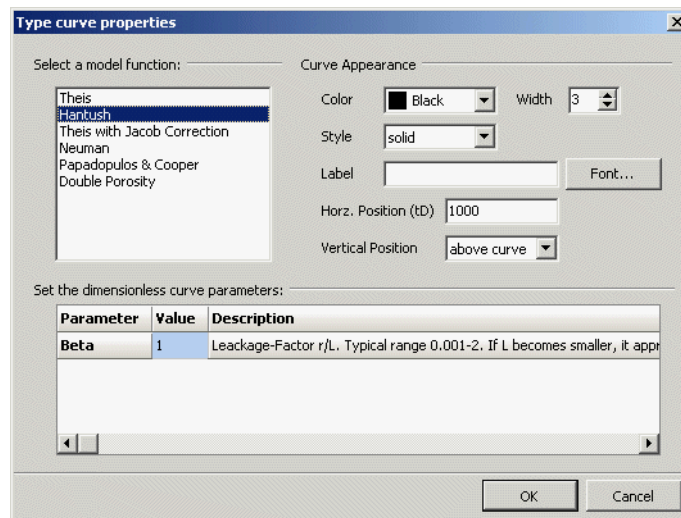 Type curve properties
Select a model function:
Theis
Hantush
Theis with Jacob Correction
Neuman
Papadopulos & Cooper
Double Porosity
Curve Appearance
Color Black Width 3
Style solid
Label Font...
Horz. Position (tD) 1000
Vertical Position above curve
Set the dimensionless curve parameters:
Parameter Value Description
Beta 1 Leackage-Factor r/L. Typical range 0.001-2. If L becomes smaller, it appr
OK Cancel